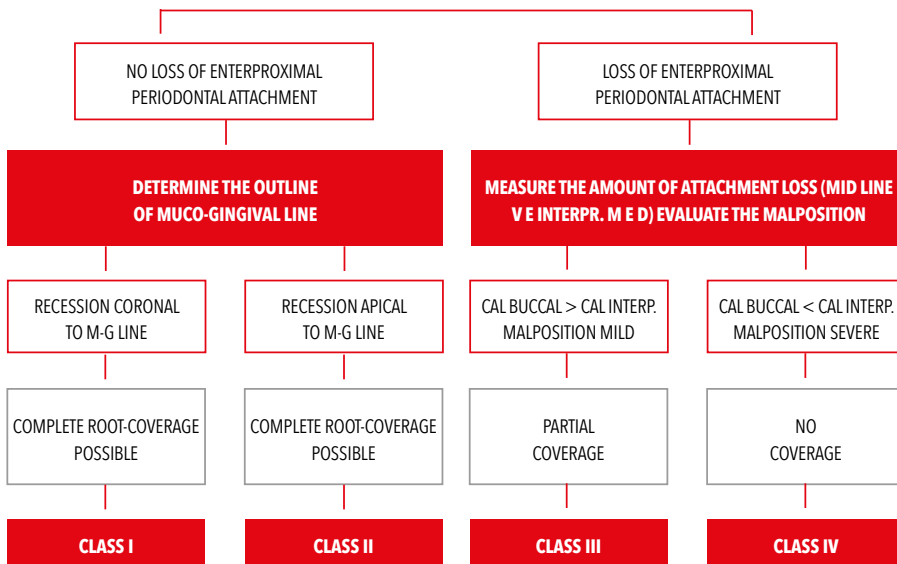 NO LOSS OF ENTERPROXIMAL
PERIODONTAL ATTACHMENT
LOSS OF ENTERPROXIMAL
PERIODONTAL ATTACHMENT
DETERMINE THE OUTLINE
OF MUCO-GINGIVAL LINE
MEASURE THE AMOUNT OF ATTACHMENT LOSS (MID LINE
V E INTERPR. M E D) EVALUATE THE MALPOSITION
RECESSION CORONAL
TO M-G LINE
RECESSION APICAL
TO M-G LINE
CAL BUCCAL > CAL INTERP.
MALPOSITION MILD
CAL BUCCAL < CAL INTERP.
MALPOSITION SEVERE
COMPLETE ROOT-COVERAGE
POSSIBLE
COMPLETE ROOT-COVERAGE
POSSIBLE
PARTIAL
COVERAGE
NO
COVERAGE
CLASS I
CLASS II
CLASS III
CLASS IV